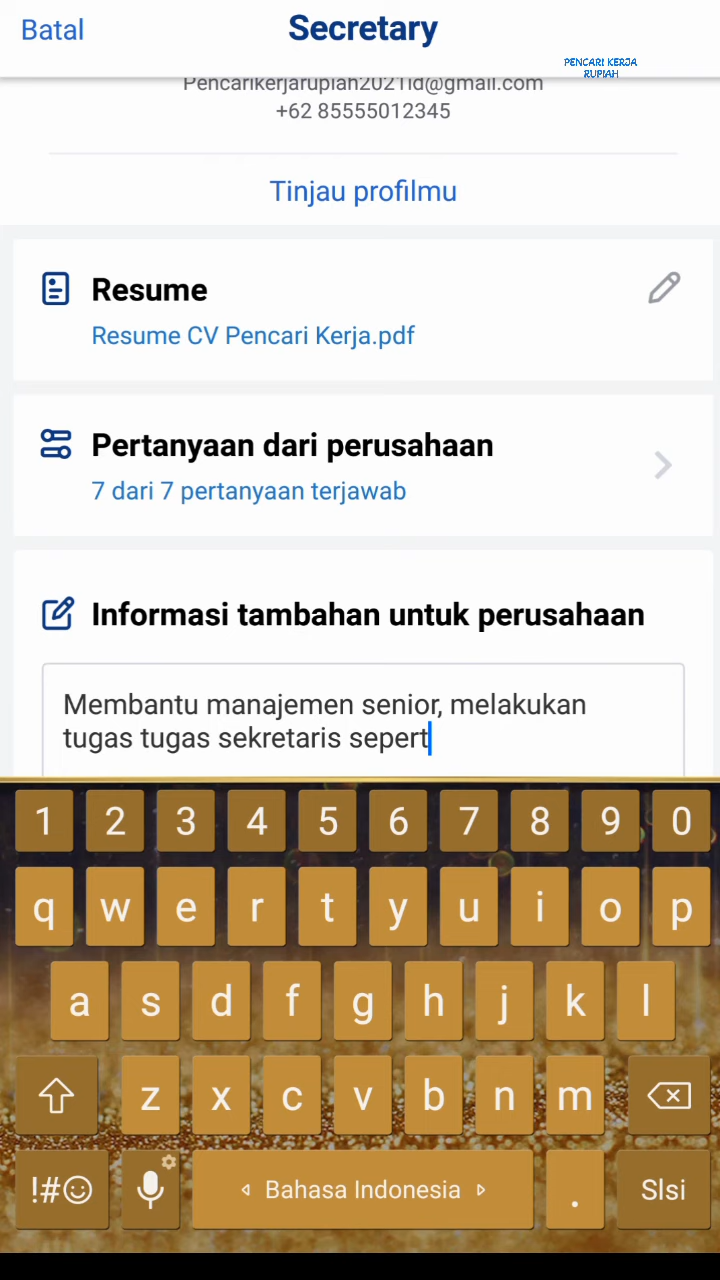 Batal
Secretary
PENCARI KERJA
RUPIAH
Pencarikerjarupiah2021id@gmail.com
+62 85555012345
Tinjau profilmu
Resume
Resume CV Pencari Kerja.pdf
Pertanyaan dari perusahaan
7 dari 7 pertanyaan terjawab
Informasi tambahan untuk perusahaan
Membantu manajemen senior, melakukan
tugas tugas sekretaris sepert
1 2 3 4 5 6 7 8 9 0
q w e r t y u i o p
a s d f g h j k l
z x c v b n m
!#☺ Bahasa Indonesia . Slsi